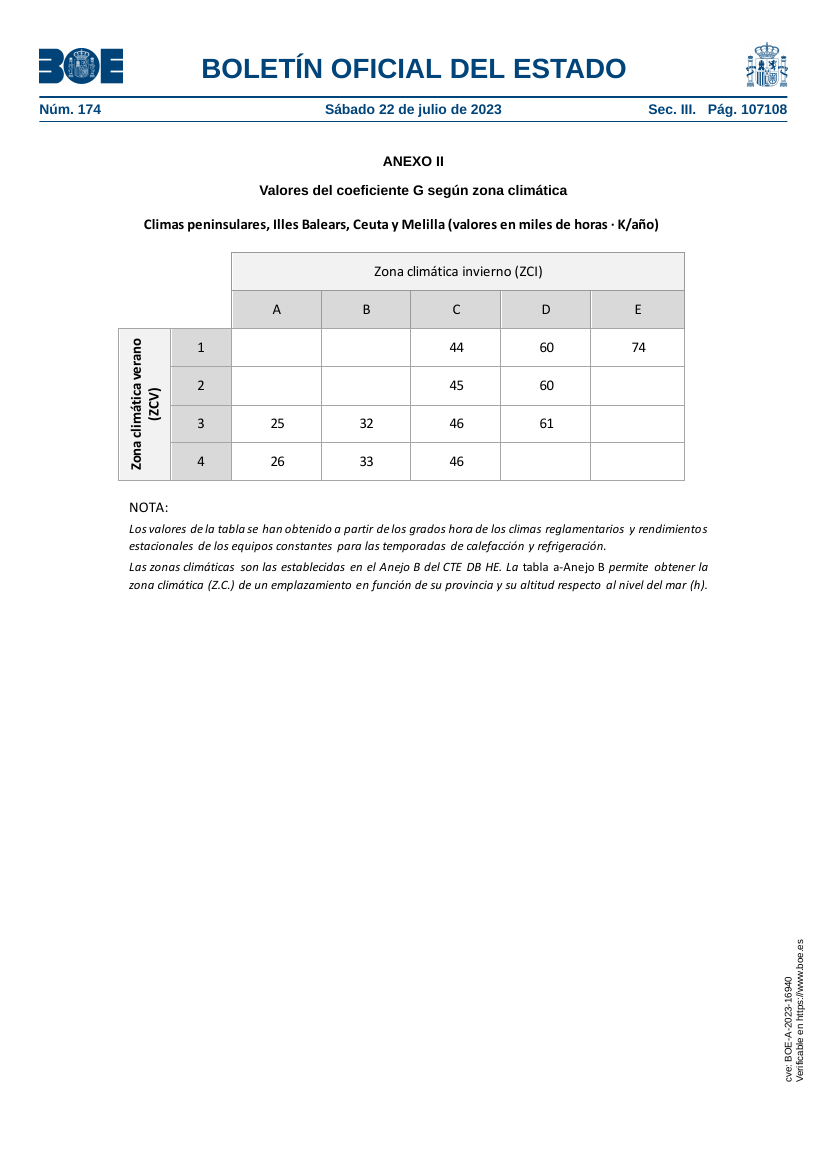 BOE
BOLETÍN OFICIAL DEL ESTADO
Núm. 174 Sábado 22 de julio de 2023 Sec. III. Pág. 107108
ANEXO II
Valores del coeficiente G según zona climática
Climas peninsulares, Illes Balears, Ceuta y Melilla (valores en miles de horas · K/año)
Zona climática invierno (ZCI)
A B C D E
Zona climática verano
(ZCV)
1 44 60 74
2 45 60
3 25 32 46 61
4 26 33 46
NOTA:
Los valores de la tabla se han obtenido a partir de los grados hora de los climas reglamentarios y rendimientos
estacionales de los equipos constantes para las temporadas de calefacción y refrigeración.
Las zonas climáticas son las establecidas en el Anejo B del CTE DB HE. La tabla a-Anejo B permite obtener la
zona climática (Z.C.) de un emplazamiento en función de su provincia y su altitud respecto al nivel del mar (h).
cve: BOE-A-2023-16940
Verificable en https://www.boe.es